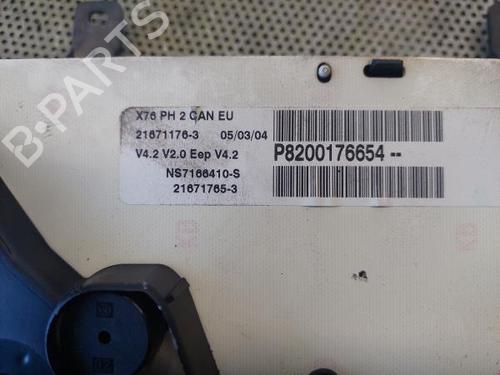 X76 PH 2 CAN EU
21671176-3 05/03/04
V4.2 V2.0 Eep V4.2
P8200176654--
NS7166410-S
21671765-3
B-PARTS
02